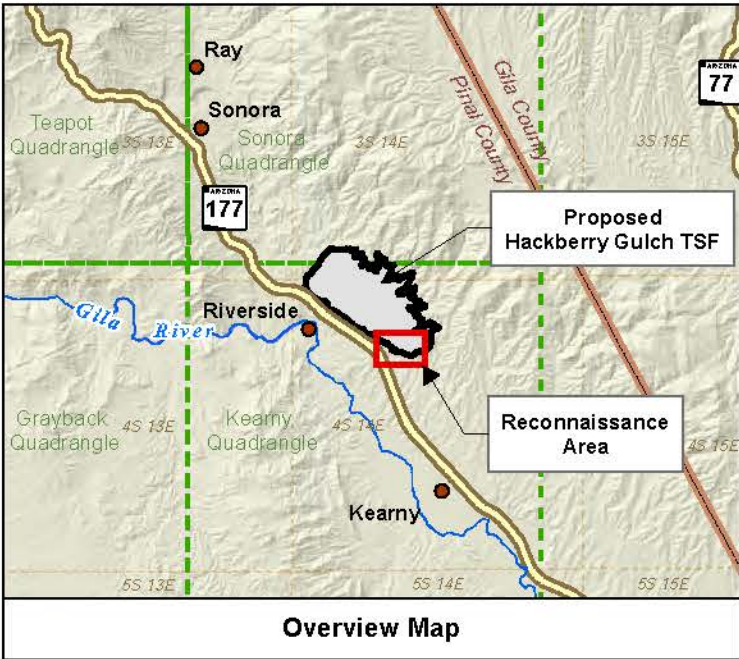 Ray
ARIZONA
77
Gila County
Pinal County
Sonora
Teapot
Quadrangle
3S 13E
Sonora
Quadrangle
3S 14E
3S 15E
ARIZONA
177
Proposed
Hackberry Gulch TSF
Gila River
Riverside
Grayback
Quadrangle
4S 13E
Kearny
Quadrangle
4S 14E
Reconnaissance
Area
4S 15E
Kearny
5S 13E
5S 14E
5S 15E
Overview Map